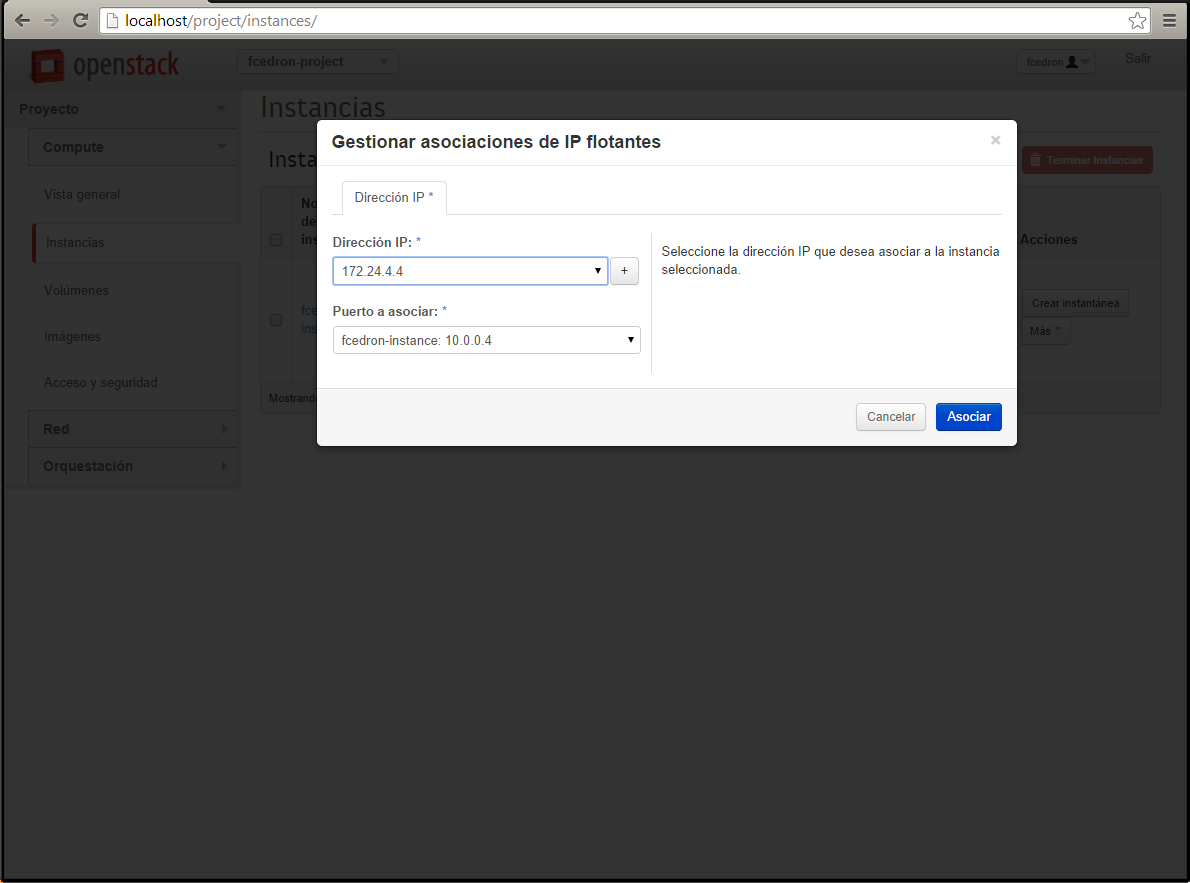 localhost/project/instances/
openstack
fcedron-project
fcedron
Salir
Proyecto
Instancias
Compute
Gestionar asociaciones de IP flotantes
×
Insta
Terminar Instancias
Vista general
Dirección IP *
No
de
ins
Instancias
Dirección IP: *
Acciones
Seleccione la dirección IP que desea asociar a la instancia
seleccionada.
172.24.4.4
+
Volúmenes
Puerto a asociar: *
fce
ins
Crear instantánea
Más
Imágenes
fcedron-instance: 10.0.0.4
Acceso y seguridad
Mostrand
Cancelar
Asociar
Red
Orquestación